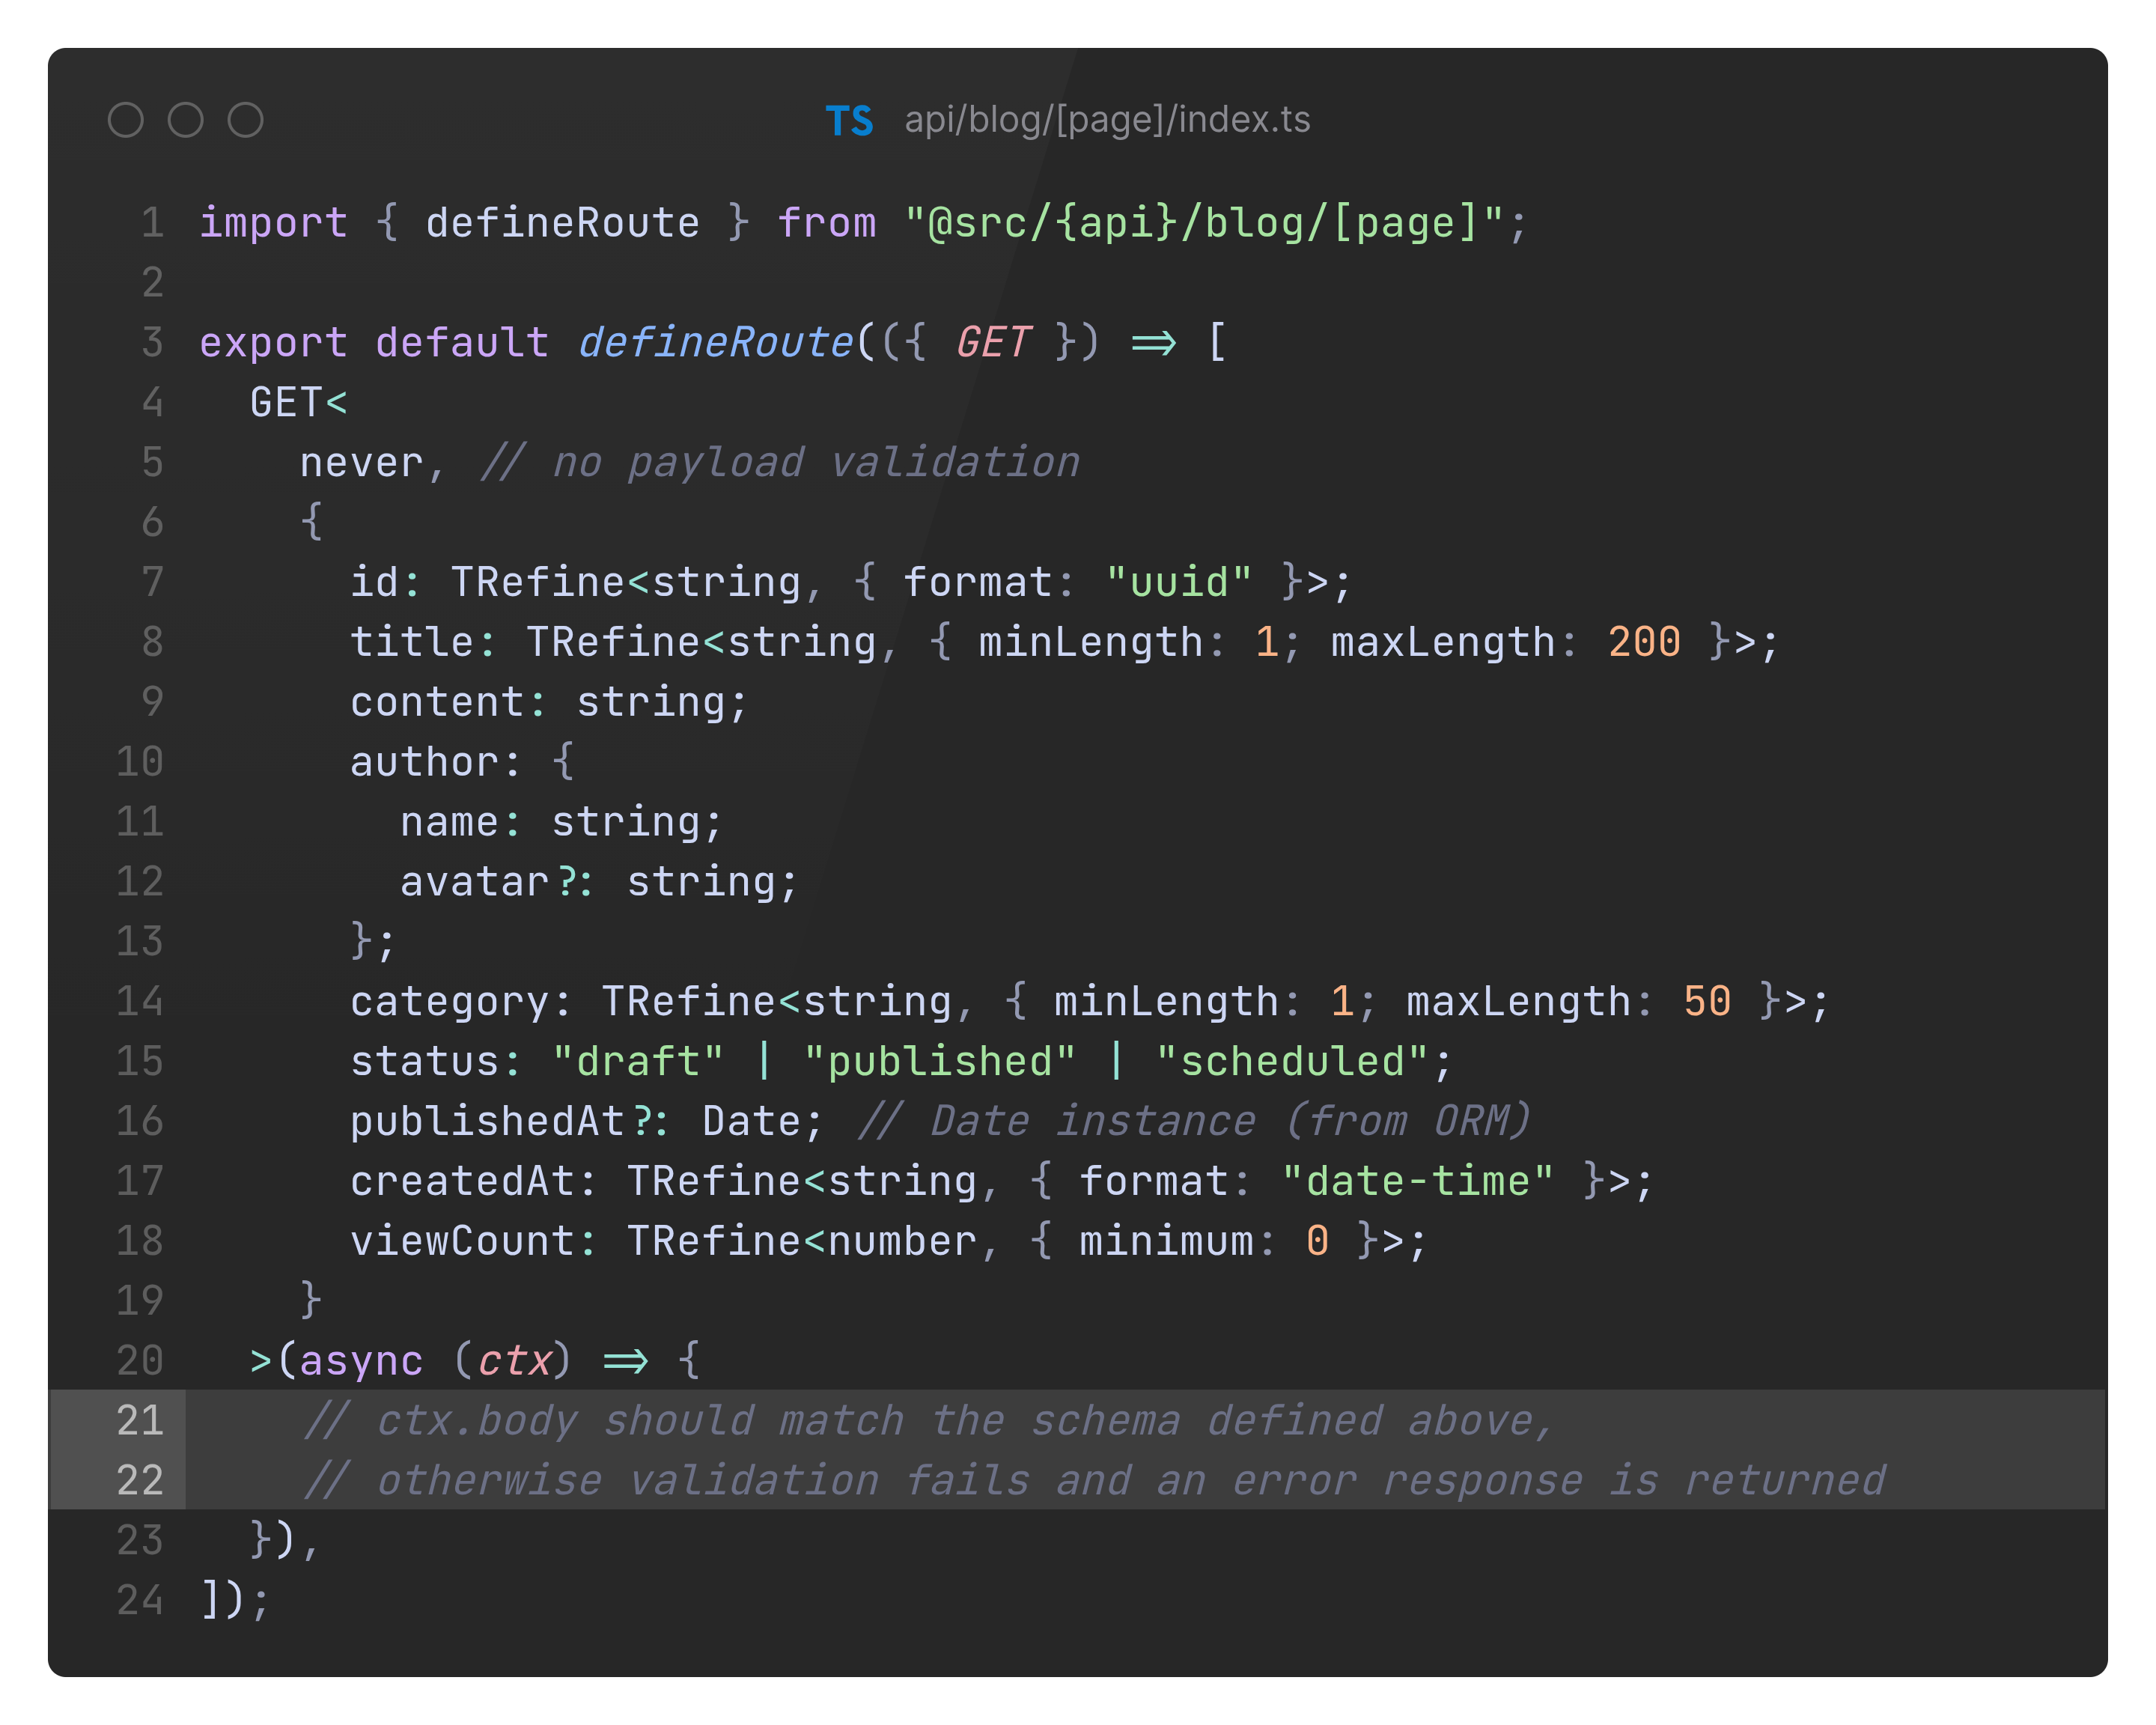 TS api/blog/[page]/index.ts
1 import { defineRoute } from "@src/{api}/blog/[page]";
2
3 export default defineRoute(({ GET }) => [
4   GET<
5     never, // no payload validation
6     {
7       id: TRefine<string, { format: "uuid" }>;
8       title: TRefine<string, { minLength: 1; maxLength: 200 }>;
9       content: string;
10       author: {
11         name: string;
12         avatar?: string;
13       };
14       category: TRefine<string, { minLength: 1; maxLength: 50 }>;
15       status: "draft" | "published" | "scheduled";
16       publishedAt?: Date; // Date instance (from ORM)
17       createdAt: TRefine<string, { format: "date-time" }>;
18       viewCount: TRefine<number, { minimum: 0 }>;
19     }
20   >(async (ctx) => {
21     // ctx.body should match the schema defined above,
22     // otherwise validation fails and an error response is returned
23   }),
24 ]);